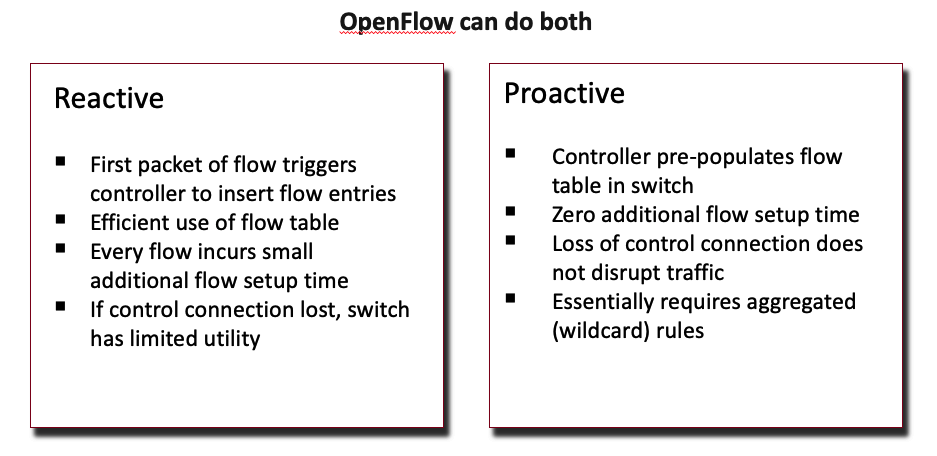 OpenFlow can do both
Reactive
▪ First packet of flow triggers
controller to insert flow entries
▪ Efficient use of flow table
▪ Every flow incurs small
additional flow setup time
▪ If control connection lost, switch
has limited utility
Proactive
▪ Controller pre-populates flow
table in switch
▪ Zero additional flow setup time
▪ Loss of control connection does
not disrupt traffic
▪ Essentially requires aggregated
(wildcard) rules